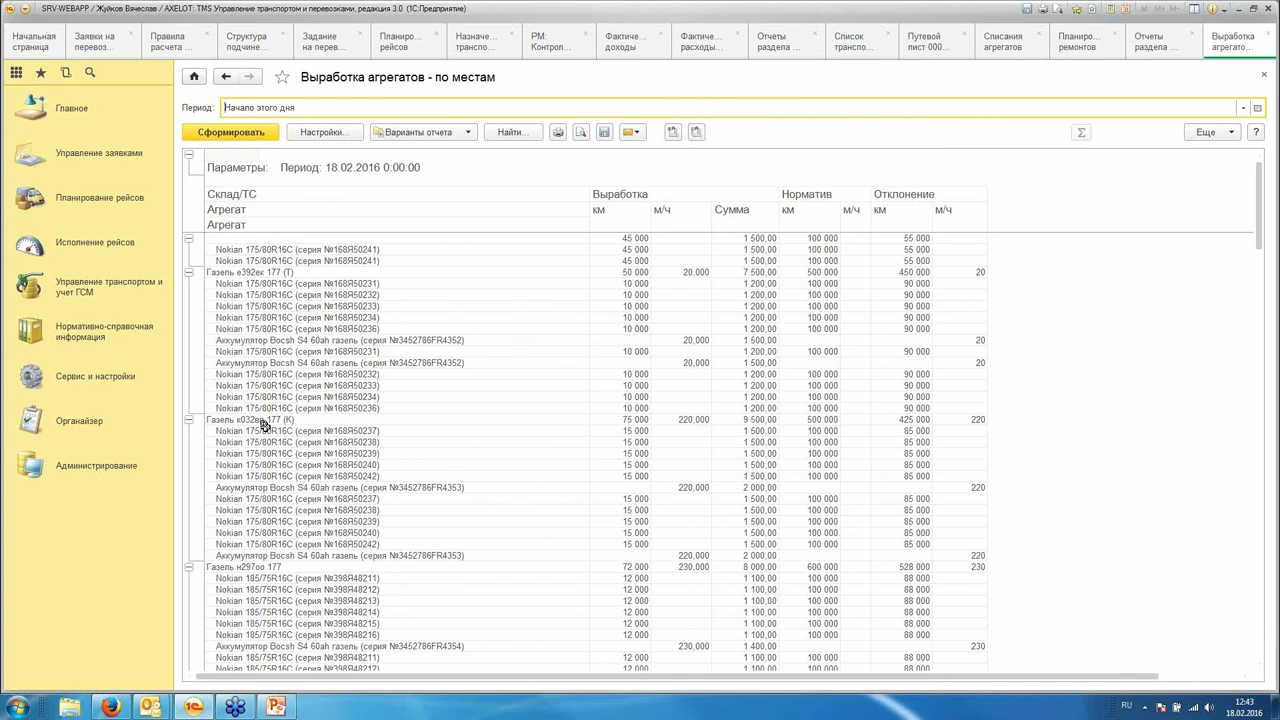 SRV-WEBAPP / Жуйков Вячеслав / AXELOT: TMS Управление транспортом и перевозками, редакция 3.0 (1С:Предприятие)
M M+ M-
Начальная страница
Заявки на перевоз...
Правила расчета ...
Структура подчине...
Задание на перев...
Планиро... рейсов
Назначе... транспо...
РМ: Контрол...
Фактиче... доходы
Фактиче... расходы...
Отчеты раздела ...
Список транспо...
Путевой лист 000...
Списания агрегатов
Планиро... ремонтов
Отчеты раздела ...
Выработка агрегато...
Главное
Управление заявками
Планирование рейсов
Исполнение рейсов
Управление транспортом и
учет ГСМ
Нормативно-справочная
информация
Сервис и настройки
Органайзер
Администрирование
Выработка агрегатов - по местам
Период: Начало этого дня
Сформировать Настройки... Варианты отчета Найти... Σ Еще ?
Параметры: Период: 18.02.2016 0:00:00
Склад/ТС Выработка Норматив Отклонение
Агрегат км м/ч Сумма км м/ч км м/ч
Агрегат
45 000 1 500,00 100 000 55 000
Nokian 175/80R16C (серия №168Я50241) 45 000 1 500,00 100 000 55 000
Nokian 175/80R16C (серия №168Я50241) 45 000 1 500,00 100 000 55 000
Газель е392ек 177 (Т) 50 000 20,000 7 500,00 500 000 450 000 20
Nokian 175/80R16C (серия №168Я50231) 10 000 1 200,00 100 000 90 000
Nokian 175/80R16C (серия №168Я50232) 10 000 1 200,00 100 000 90 000
Nokian 175/80R16C (серия №168Я50233) 10 000 1 200,00 100 000 90 000
Nokian 175/80R16C (серия №168Я50234) 10 000 1 200,00 100 000 90 000
Nokian 175/80R16C (серия №168Я50236) 10 000 1 200,00 100 000 90 000
Аккумулятор Bocsh S4 60ah газель (серия №3452786FR4352) 20,000 1 500,00 20
Nokian 175/80R16C (серия №168Я50231) 10 000 1 200,00 100 000 90 000
Аккумулятор Bocsh S4 60ah газель (серия №3452786FR4352) 20,000 1 500,00 20
Nokian 175/80R16C (серия №168Я50232) 10 000 1 200,00 100 000 90 000
Nokian 175/80R16C (серия №168Я50233) 10 000 1 200,00 100 000 90 000
Nokian 175/80R16C (серия №168Я50234) 10 000 1 200,00 100 000 90 000
Nokian 175/80R16C (серия №168Я50236) 10 000 1 200,00 100 000 90 000
Газель 177 (К) 75 000 220,000 9 500,00 500 000 425 000 220
Nokian 175/80R16C (серия №168Я50237) 15 000 1 500,00 100 000 85 000
Nokian 175/80R16C (серия №168Я50238) 15 000 1 500,00 100 000 85 000
Nokian 175/80R16C (серия №168Я50239) 15 000 1 500,00 100 000 85 000
Nokian 175/80R16C (серия №168Я50240) 15 000 1 500,00 100 000 85 000
Nokian 175/80R16C (серия №168Я50242) 15 000 1 500,00 100 000 85 000
Аккумулятор Bocsh S4 60ah газель (серия №3452786FR4353) 220,000 2 000,00 220
Nokian 175/80R16C (серия №168Я50237) 15 000 1 500,00 100 000 85 000
Nokian 175/80R16C (серия №168Я50238) 15 000 1 500,00 100 000 85 000
Nokian 175/80R16C (серия №168Я50239) 15 000 1 500,00 100 000 85 000
Nokian 175/80R16C (серия №168Я50240) 15 000 1 500,00 100 000 85 000
Nokian 175/80R16C (серия №168Я50242) 15 000 1 500,00 100 000 85 000
Аккумулятор Bocsh S4 60ah газель (серия №3452786FR4353) 220,000 2 000,00 220
Газель н297оо 177 72 000 230,000 8 000,00 600 000 528 000 230
Nokian 185/75R16C (серия №398Я48211) 12 000 1 100,00 100 000 88 000
Nokian 185/75R16C (серия №398Я48212) 12 000 1 100,00 100 000 88 000
Nokian 185/75R16C (серия №398Я48213) 12 000 1 100,00 100 000 88 000
Nokian 185/75R16C (серия №398Я48214) 12 000 1 100,00 100 000 88 000
Nokian 185/75R16C (серия №398Я48215) 12 000 1 100,00 100 000 88 000
Nokian 185/75R16C (серия №398Я48216) 12 000 1 100,00 100 000 88 000
Аккумулятор Bocsh S4 60ah газель (серия №3452786FR4354) 230,000 1 400,00 230
Nokian 185/75R16C (серия №398Я48211) 12 000 1 100,00 100 000 88 000
Nokian 185/75R16C (серия №398Я48212) 12 000 1 100,00 100 000 88 000
RU 12:43
18.02.2016